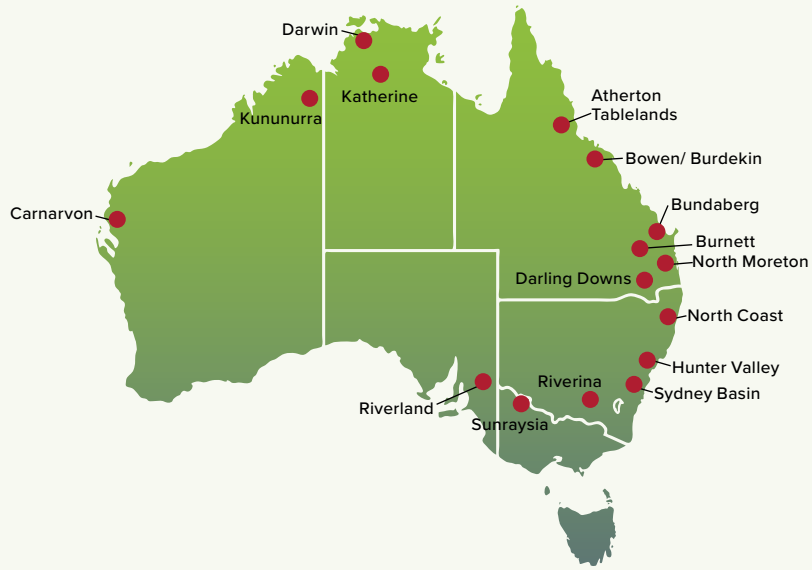 Darwin
Katherine
Kununurra
Atherton
Tablelands
Bowen/ Burdekin
Carnarvon
Bundaberg
Burnett
North Moreton
Darling Downs
North Coast
Hunter Valley
Riverina
Sydney Basin
Riverland
Sunraysia